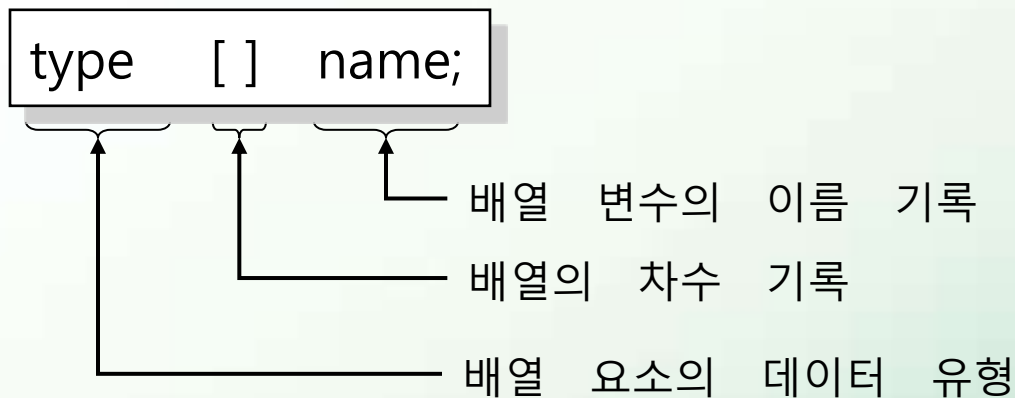 type [ ] name;
배열 변수의 이름 기록
배열의 차수 기록
배열 요소의 데이터 유형